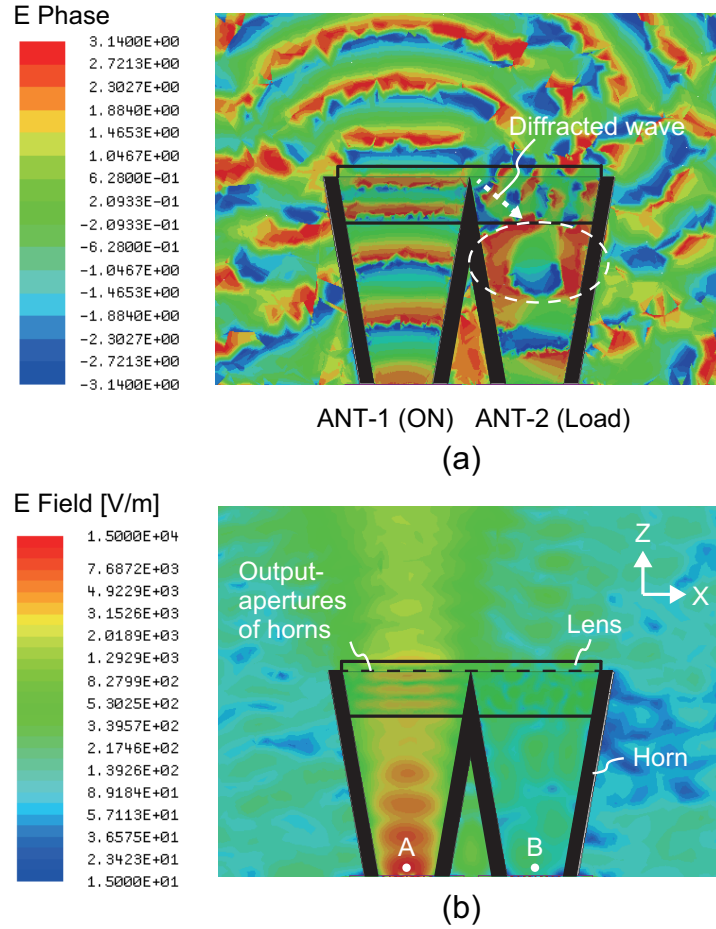 E Phase
3.1400E+00
2.7213E+00
2.3027E+00
1.8840E+00
1.4653E+00
1.0467E+00
6.2800E-01
2.0933E-01
-2.0933E-01
-6.2800E-01
-1.0467E+00
-1.4653E+00
-1.8840E+00
-2.3027E+00
-2.7213E+00
-3.1400E+00
Diffracted wave
ANT-1 (ON) ANT-2 (Load)
(a)
E Field [V/m]
1.5000E+04
7.6872E+03
4.9229E+03
3.1526E+03
2.0189E+03
1.2929E+03
8.2799E+02
5.3025E+02
3.3957E+02
2.1746E+02
1.3926E+02
8.9184E+01
5.7113E+01
3.6575E+01
2.3423E+01
1.5000E+01
Z
X
Output-
apertures
of horns
Lens
Horn
A
B
(b)